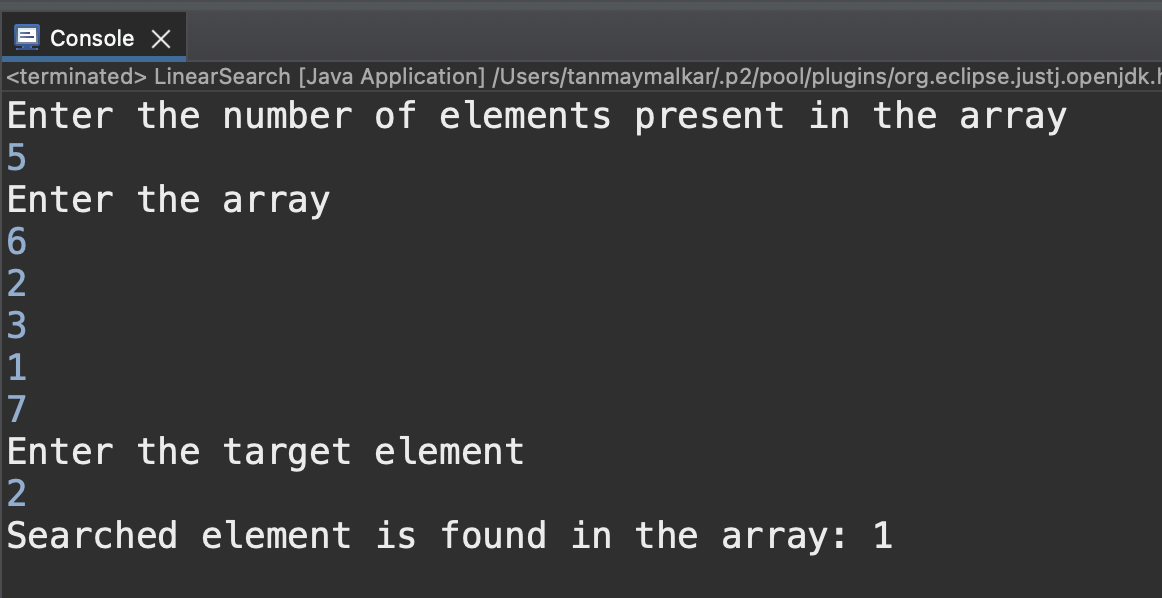 Console
<terminated> LinearSearch [Java Application] /Users/tanmaymalkar/.p2/pool/plugins/org.eclipse.justj.openjdk.h
Enter the number of elements present in the array
5
Enter the array
6
2
3
1
7
Enter the target element
2
Searched element is found in the array: 1